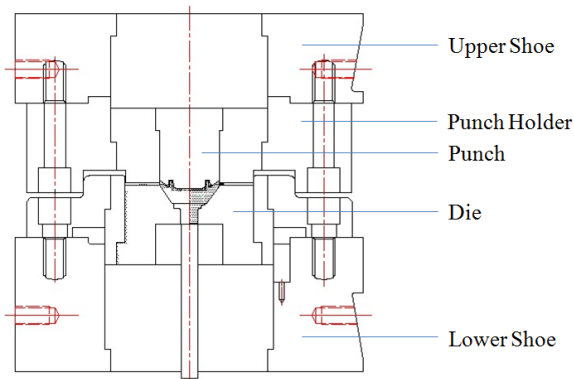 Upper Shoe
Punch Holder
Punch
Die
Lower Shoe